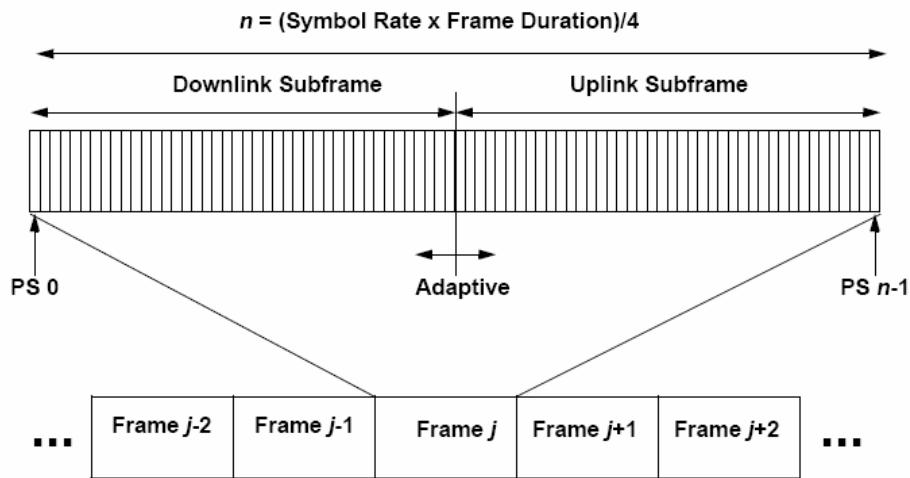 n = (Symbol Rate x Frame Duration)/4
Downlink Subframe
Uplink Subframe
PS 0
Adaptive
PS n-1
... Frame j-2 Frame j-1 Frame j Frame j+1 Frame j+2 ...